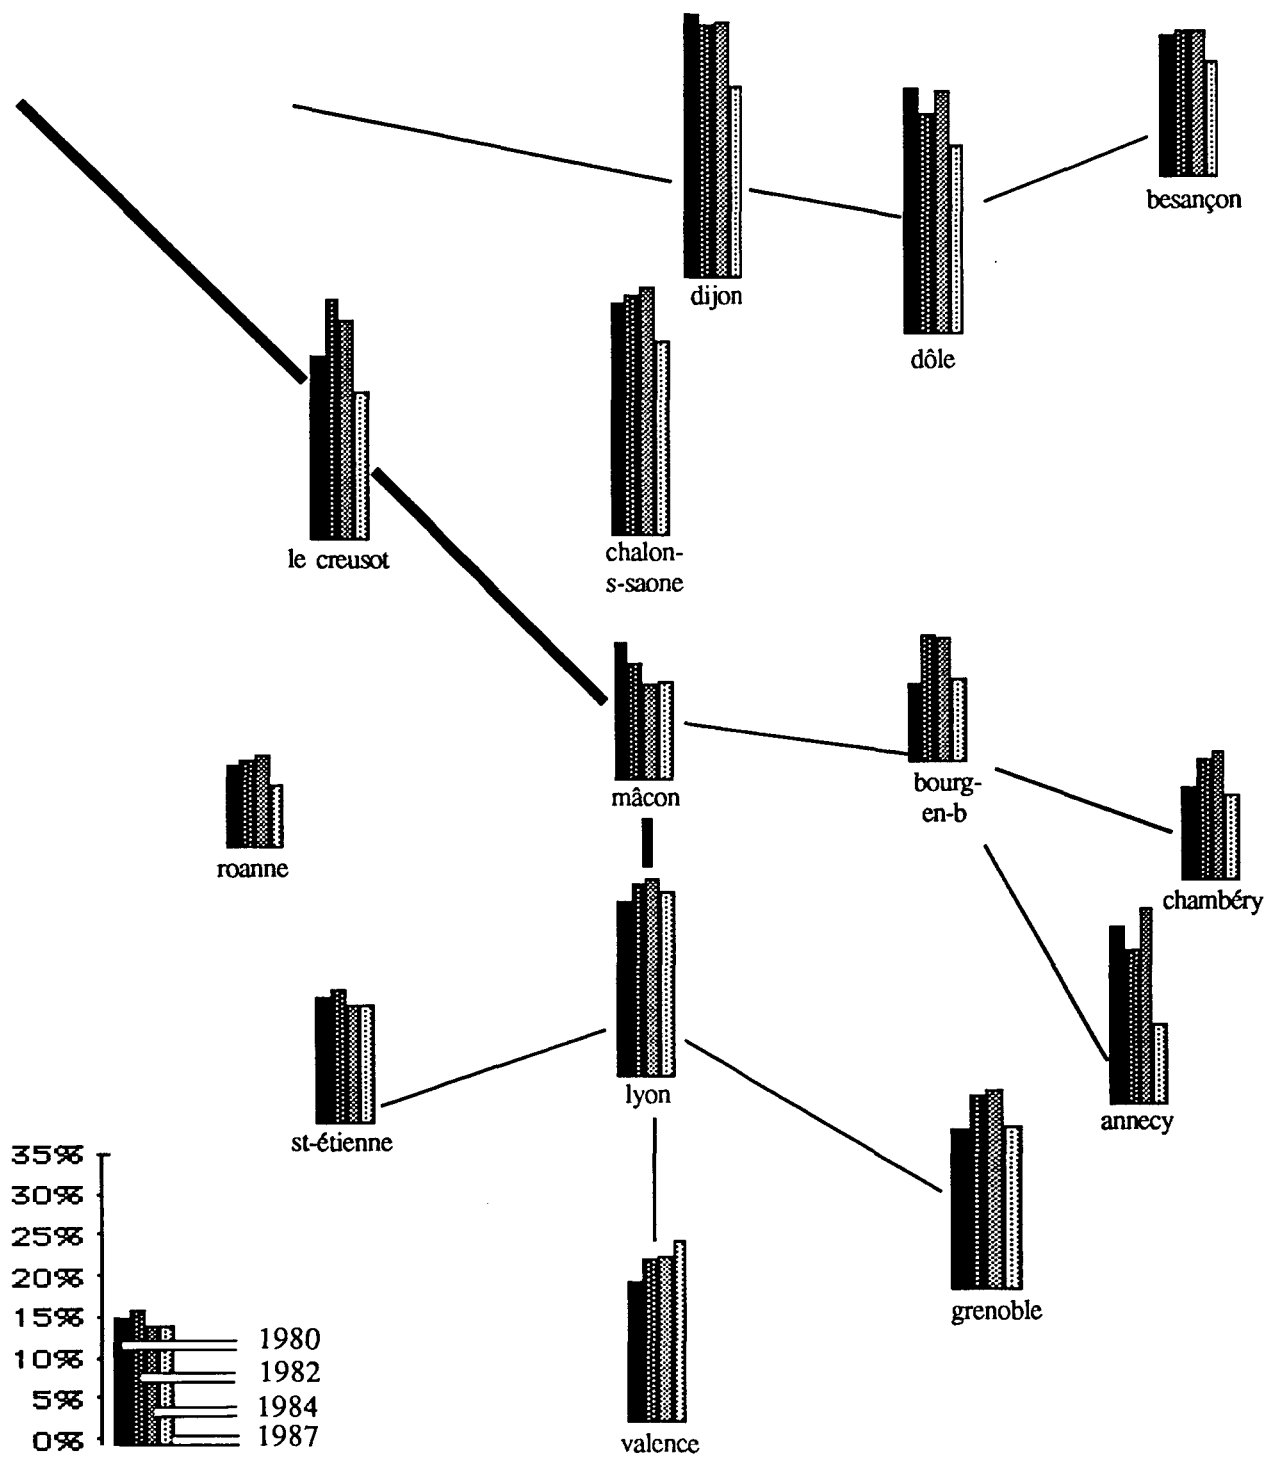 besançon
dijon
dôle
le creusot
chalon-
s-saone
mâcon
bourg-
en-b
roanne
chambéry
lyon
annecy
st-étienne
grenoble
valence
35%
30%
25%
20%
15%
10%
5%
0%
1980
1982
1984
1987